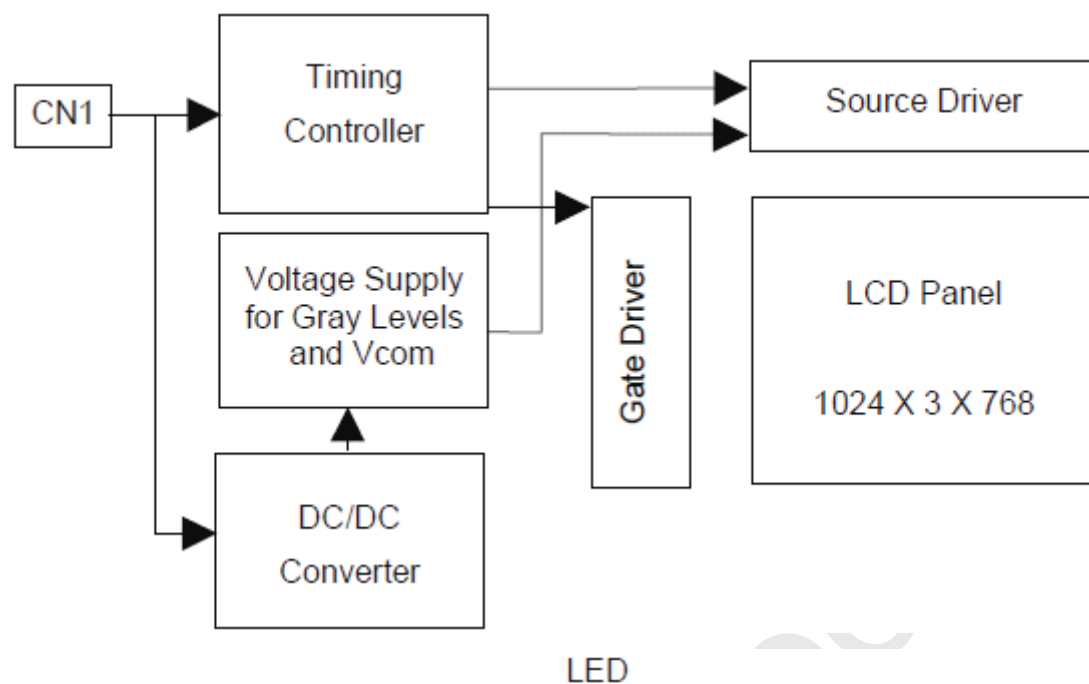 CN1
Timing
Controller
Source Driver
Voltage Supply
for Gray Levels
and Vcom
Gate Driver
LCD Panel
1024 X 3 X 768
DC/DC
Converter
LED